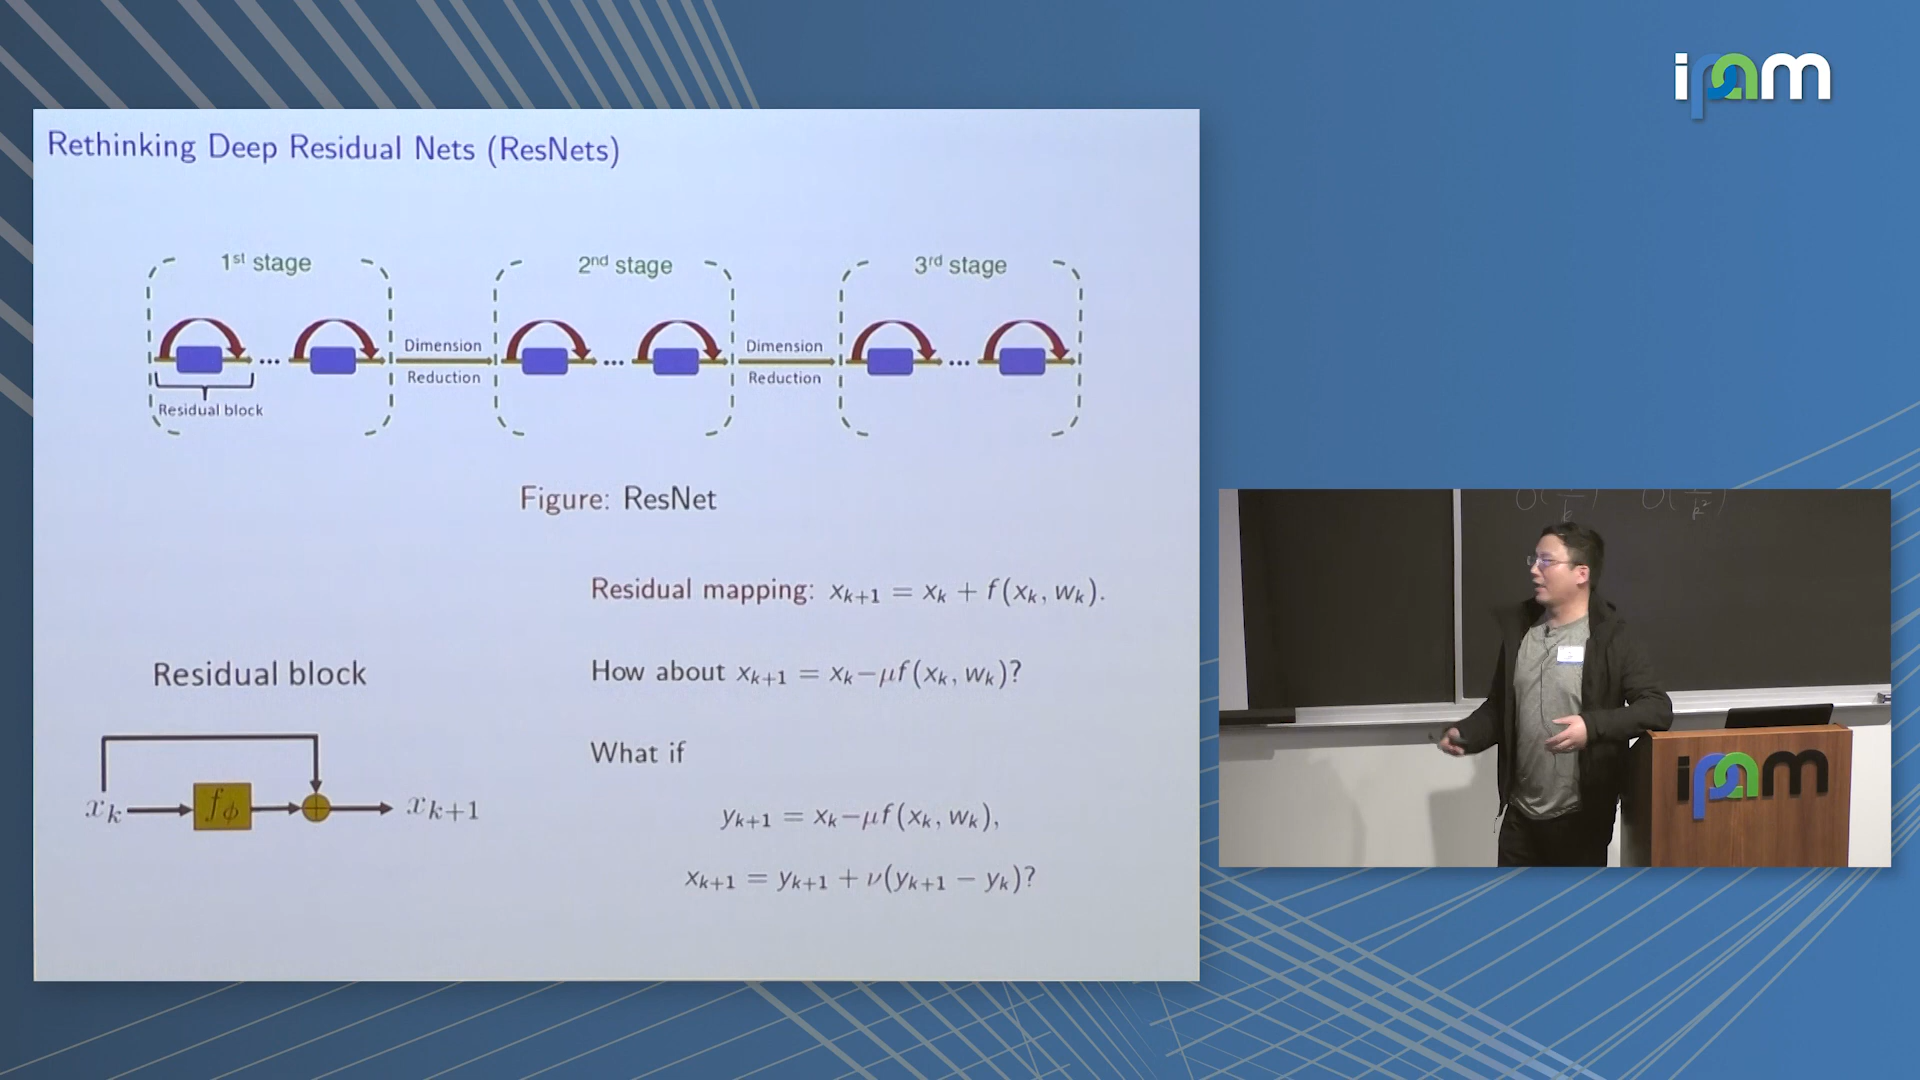 ipam
Rethinking Deep Residual Nets (ResNets)
1st stage
2nd stage
3rd stage
Dimension
Reduction
Dimension
Reduction
Residual block
...
...
...
Figure: ResNet
Residual mapping: xₖ₊₁ = xₖ + f(xₖ, wₖ).
How about xₖ₊₁ = xₖ−μf(xₖ, wₖ)?
What if
yₖ₊₁ = xₖ−μf(xₖ, wₖ),
xₖ₊₁ = yₖ₊₁ + ν(yₖ₊₁ − yₖ)?
Residual block
xₖ
f_ϕ
+
xₖ₊₁
ipam